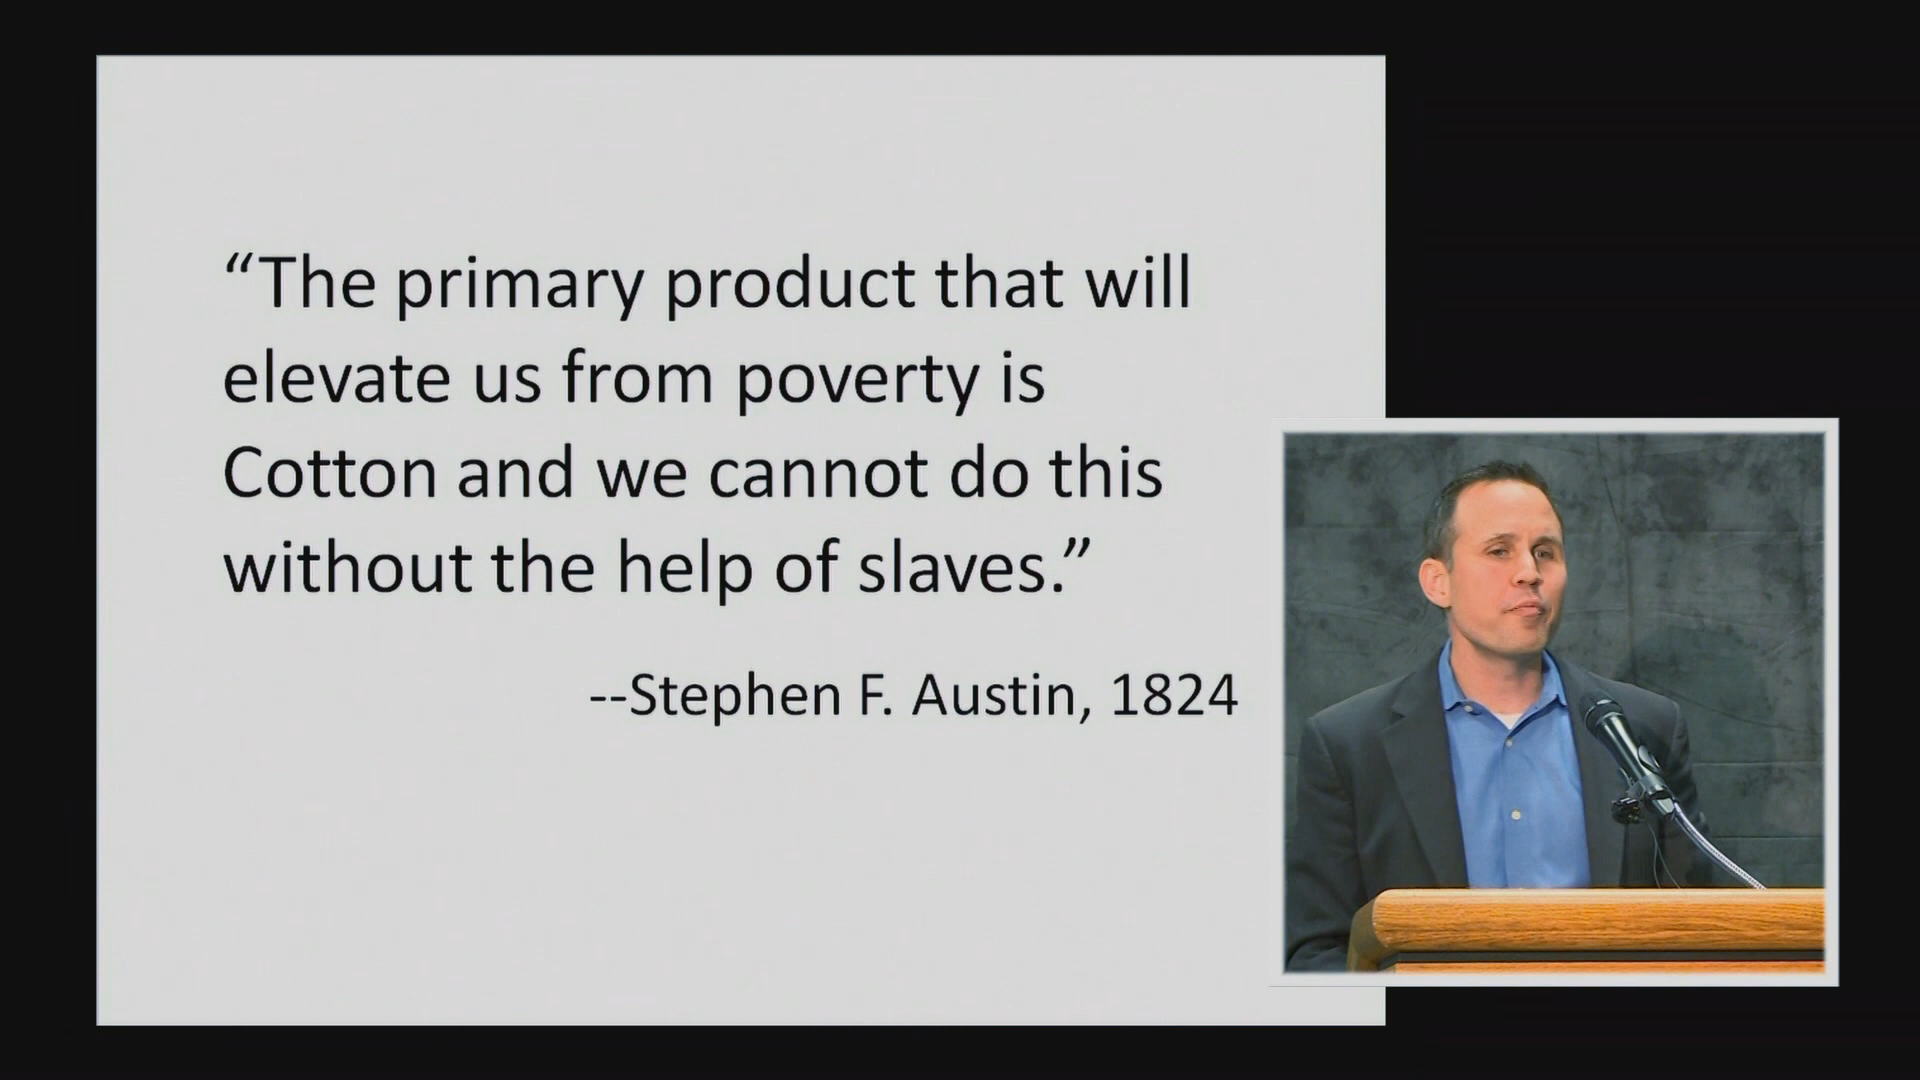 “The primary product that will
elevate us from poverty is
Cotton and we cannot do this
without the help of slaves.”
--Stephen F. Austin, 1824